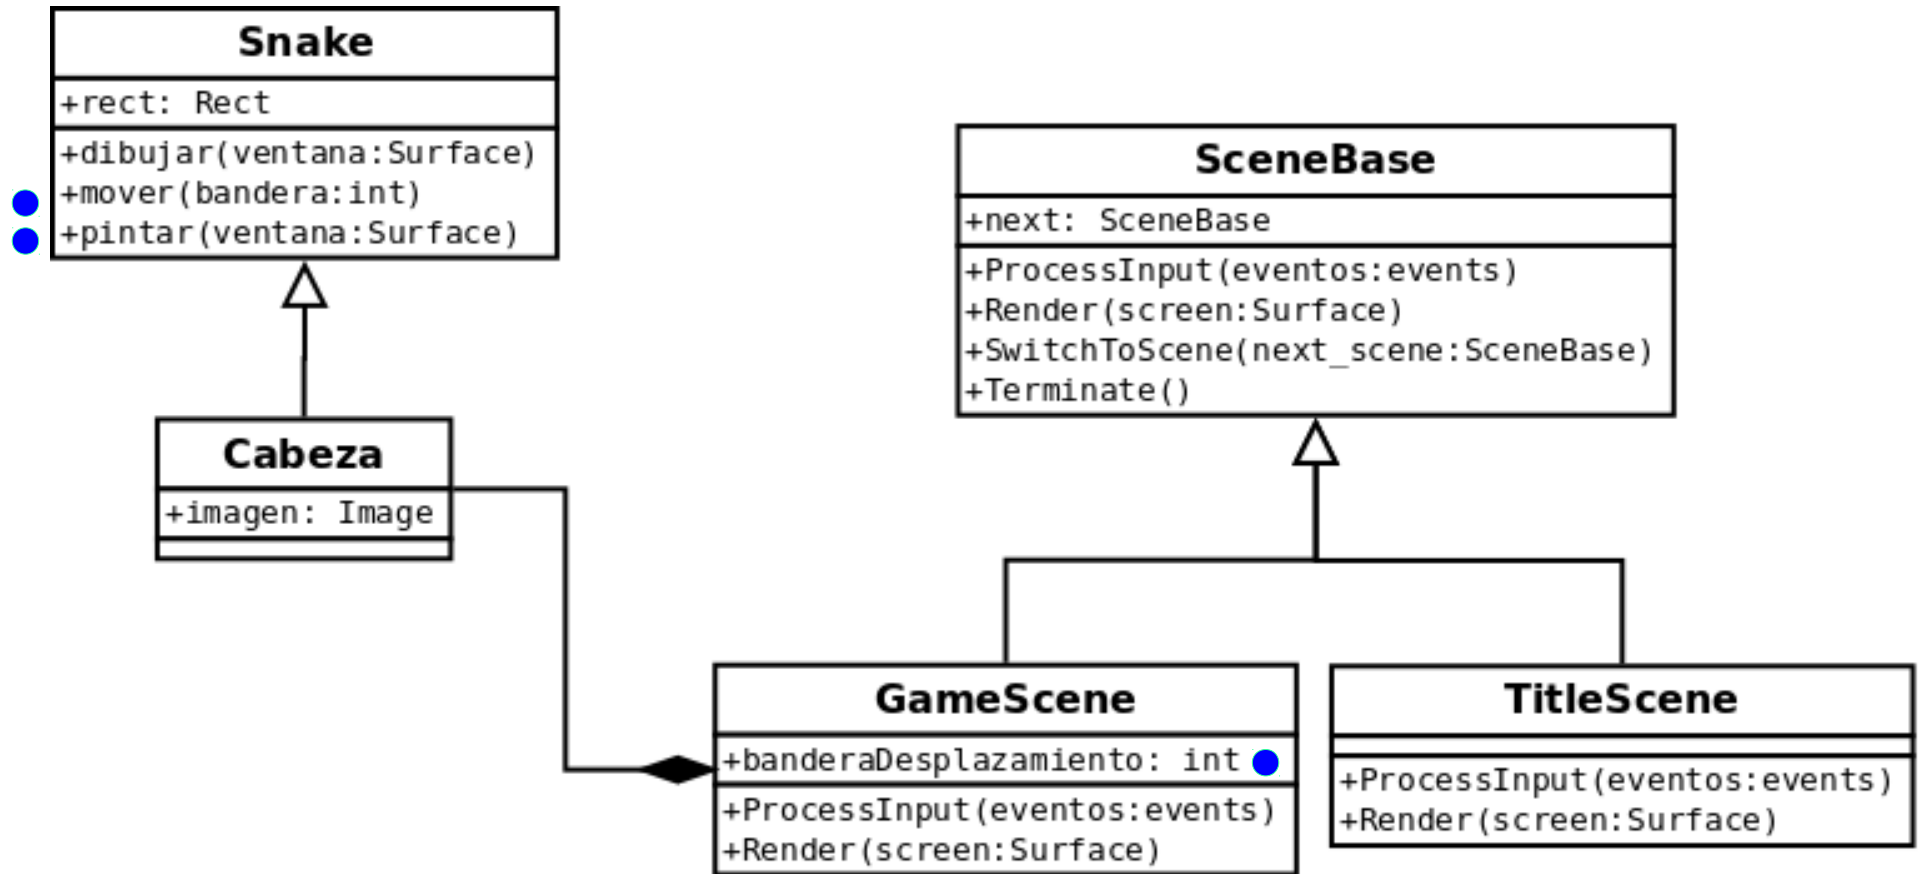 Snake
+rect: Rect
+dibujar(ventana:Surface)
+mover(bandera:int)
+pintar(ventana:Surface)
SceneBase
+next: SceneBase
+ProcessInput(eventos:events)
+Render(screen:Surface)
+SwitchToScene(next_scene:SceneBase)
+Terminate()
Cabeza
+imagen: Image
GameScene
+banderaDesplazamiento: int
+ProcessInput(eventos:events)
+Render(screen:Surface)
TitleScene
+ProcessInput(eventos:events)
+Render(screen:Surface)